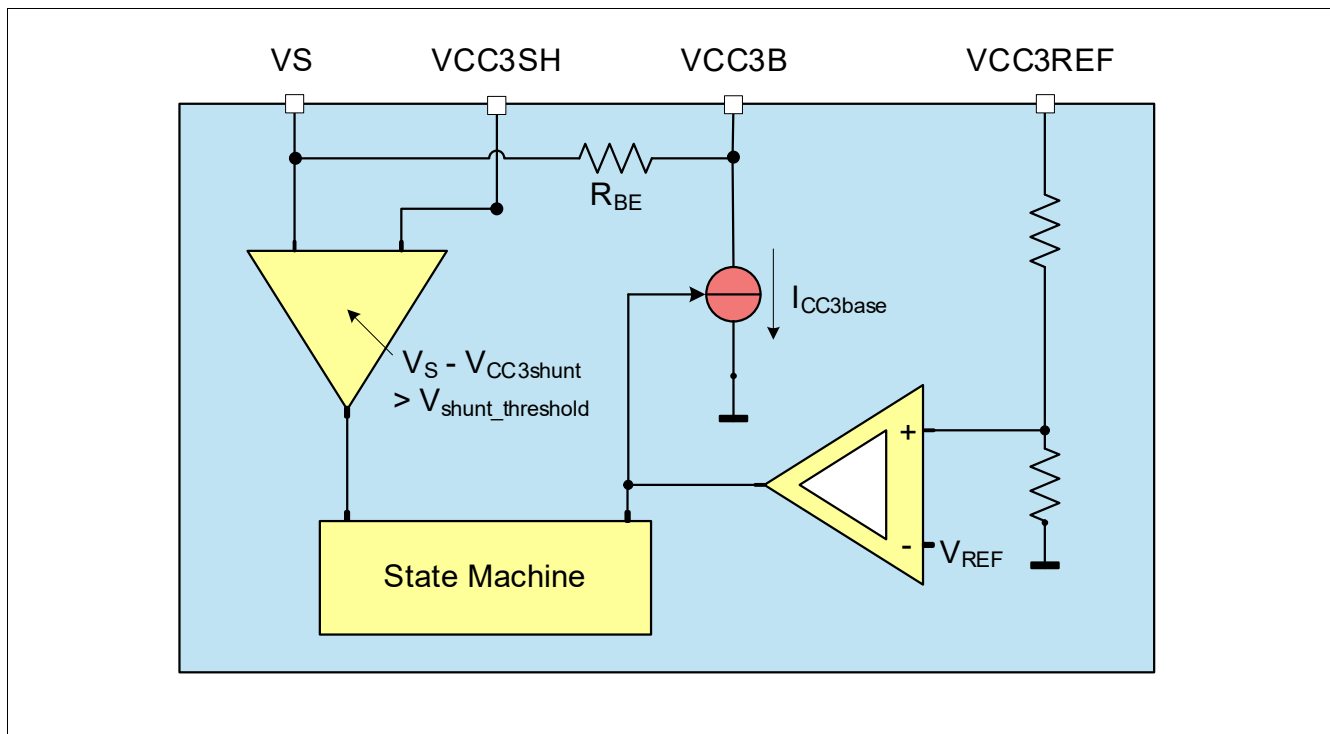 VS VCC3SH VCC3B VCC3REF
RBE
ICC3base
VS - VCC3shunt
> Vshunt_threshold
+
- VREF
State Machine